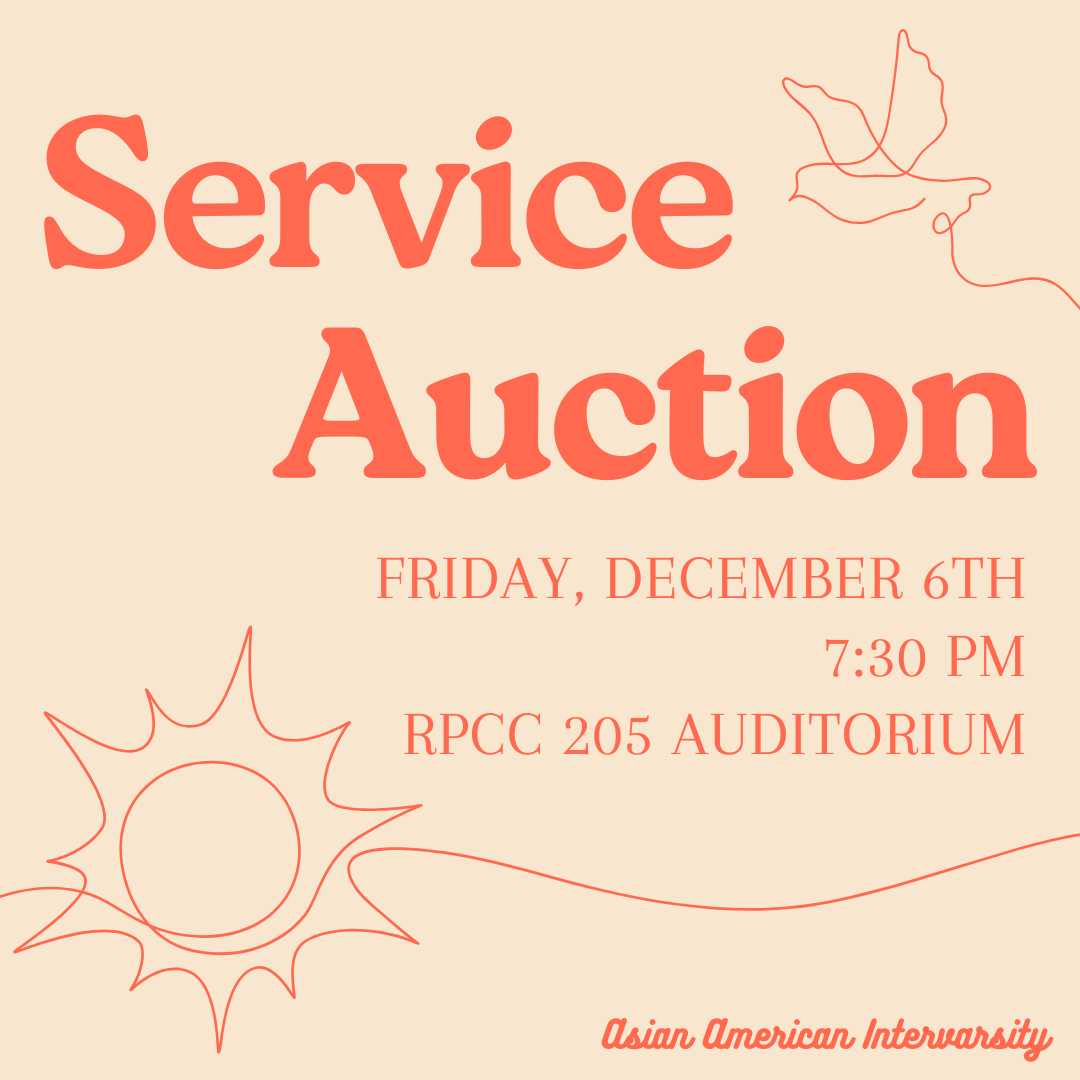 Service
Auction
FRIDAY, DECEMBER 6TH
7:30 PM
RPCC 205 AUDITORIUM
Asian American Intervarsity